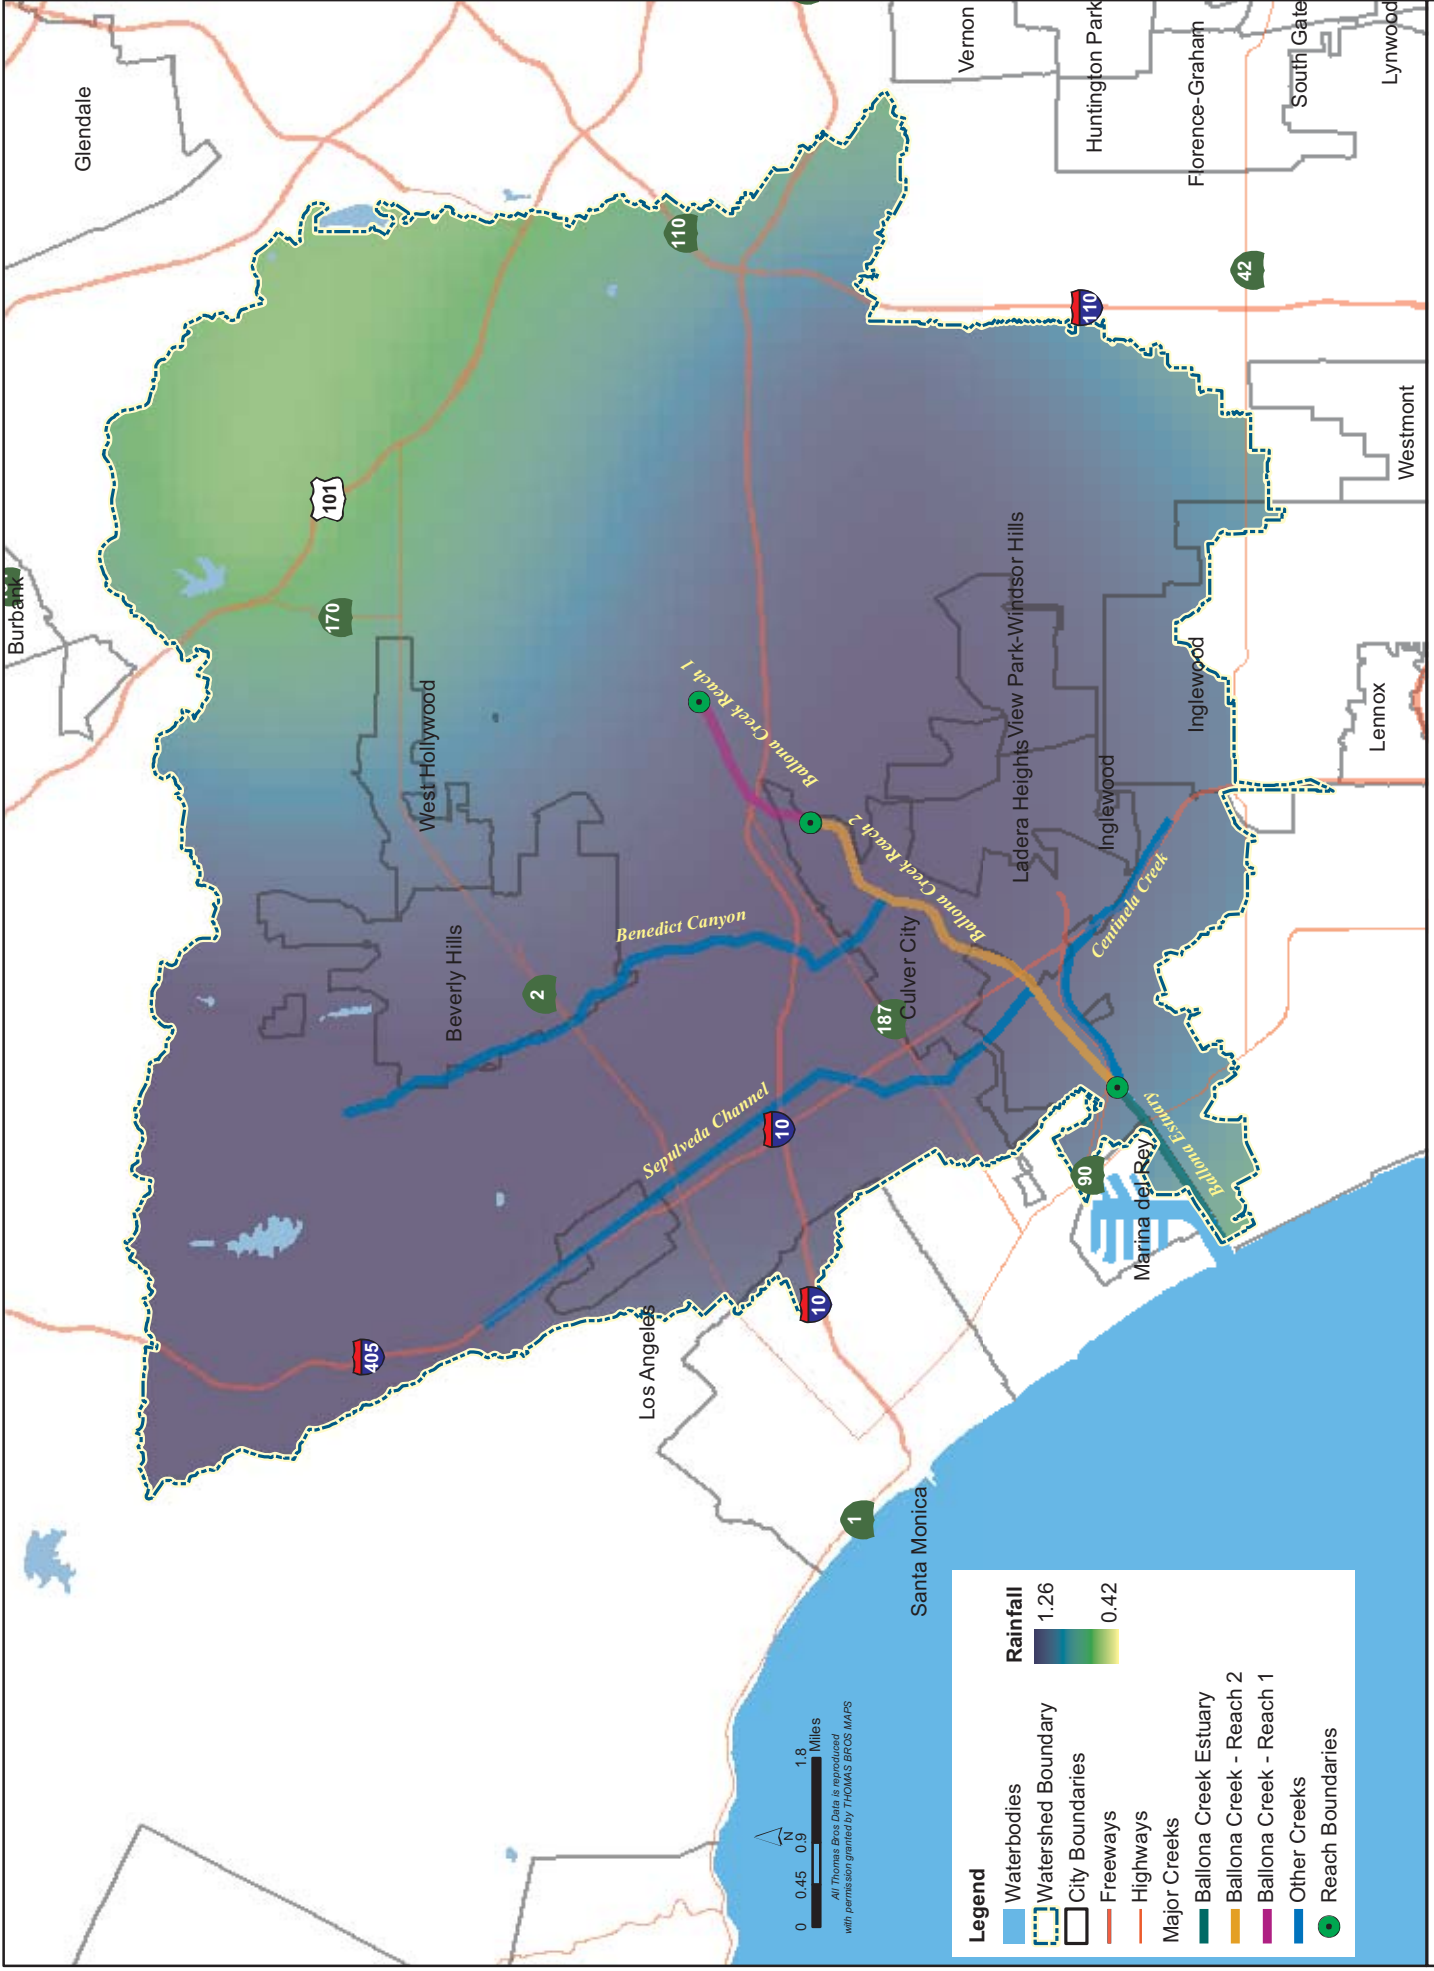 Burbank
Glendale
101
170
West Hollywood
110
405
Beverly Hills
2
Vernon
Huntington Park
Florence-Graham
South Gate
Lynwood
Benedict Canyon
Ballona Creek Reach 1
Los Angeles
Sepulveda Channel
10
10
Ballona Creek Reach 2
Culver City
187
View Park-Windsor Hills
Ladera Heights
110
42
1
Santa Monica
Inglewood
Inglewood
Centinela Creek
90
Marina del Rey
Ballona Estuary
Westmont
Lennox
0 0.45 0.9 1.8
Miles
N
All Thomas Bros Data is reproduced
with permission granted by THOMAS BROS MAPS
Legend
Waterbodies
Watershed Boundary
City Boundaries
Freeways
Highways
Major Creeks
Ballona Creek Estuary
Ballona Creek - Reach 2
Ballona Creek - Reach 1
Other Creeks
Reach Boundaries
Rainfall
1.26
0.42